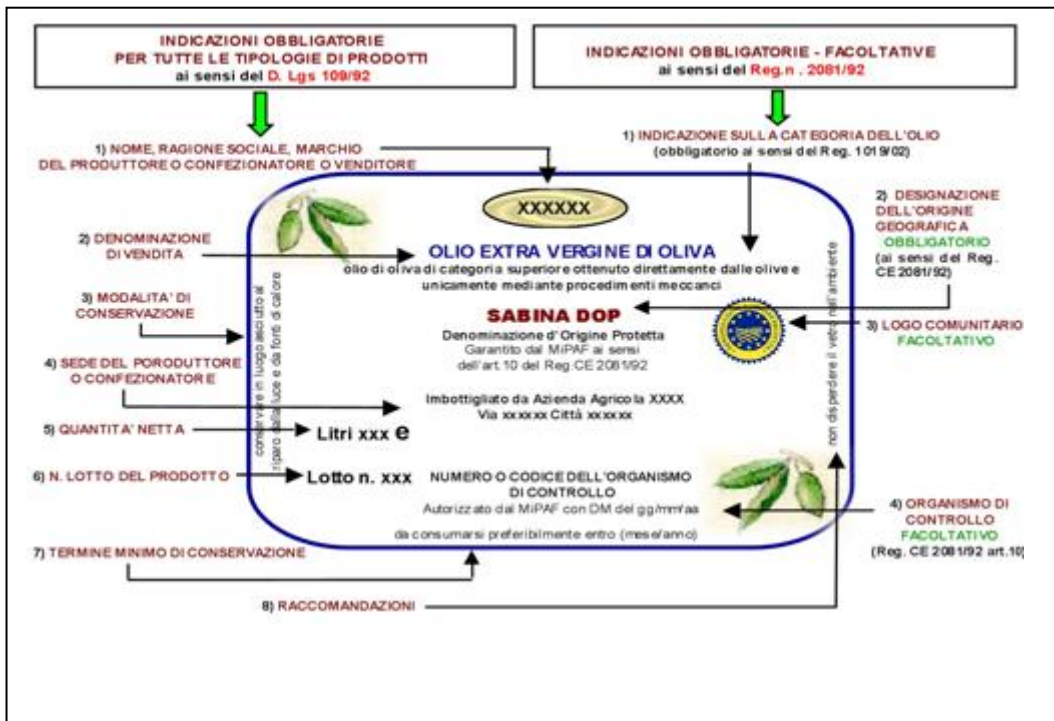 INDICAZIONI OBBLIGATORIE
PER TUTTE LE TIPOLOGIE DI PRODOTTI
ai sensi del D. Lgs 109/92
INDICAZIONI OBBLIGATORIE - FACOLTATIVE
ai sensi del Reg.n . 2081/92
1) NOME, RAGIONE SOCIALE, MARCHIO
DEL PRODUTTORE O CONFEZIONATORE O VENDITORE
1) INDICAZIONE SULLA CATEGORIA DELL'OLIO
(obbligatorio ai sensi del Reg. 1019/02)
XXXXXX
2) DENOMINAZIONE
DI VENDITA
OLIO EXTRA VERGINE DI OLIVA
olio di oliva di categoria superiore ottenuto direttamente dalle olive e
unicamente mediante procedimenti meccanci
2) DESIGNAZIONE
DELL'ORIGINE
GEOGRAFICA
OBBLIGATORIO
(ai sensi del Reg.
CE 2081/92)
3) MODALITA' DI
CONSERVAZIONE
conservare in luogo asciutto al
riparo dalla luce e da fonti di calore
SABINA DOP
Denominazione d'Origine Protetta
Garantito dal MiPAF ai sensi
dell'art.10 del Reg.CE 2081/92
non disperdere il vetro nell'ambiente
3) LOGO COMUNITARIO
FACOLTATIVO
4) SEDE DEL PORODUTTORE
O CONFEZIONATORE
Imbottigliato da Azienda Agricola XXXX
Via xxxxxx Città xxxxxx
5) QUANTITA' NETTA
Litri xxx e
6) N. LOTTO DEL PRODOTTO
Lotto n. xxx
NUMERO O CODICE DELL'ORGANISMO
DI CONTROLLO
Autorizzato dal MiPAF con DM del gg/mm/aa
4) ORGANISMO DI
CONTROLLO
FACOLTATIVO
(Reg. CE 2081/92 art.10)
da consumarsi preferibilmente entro (mese/anno)
7) TERMINE MINIMO DI CONSERVAZIONE
8) RACCOMANDAZIONI